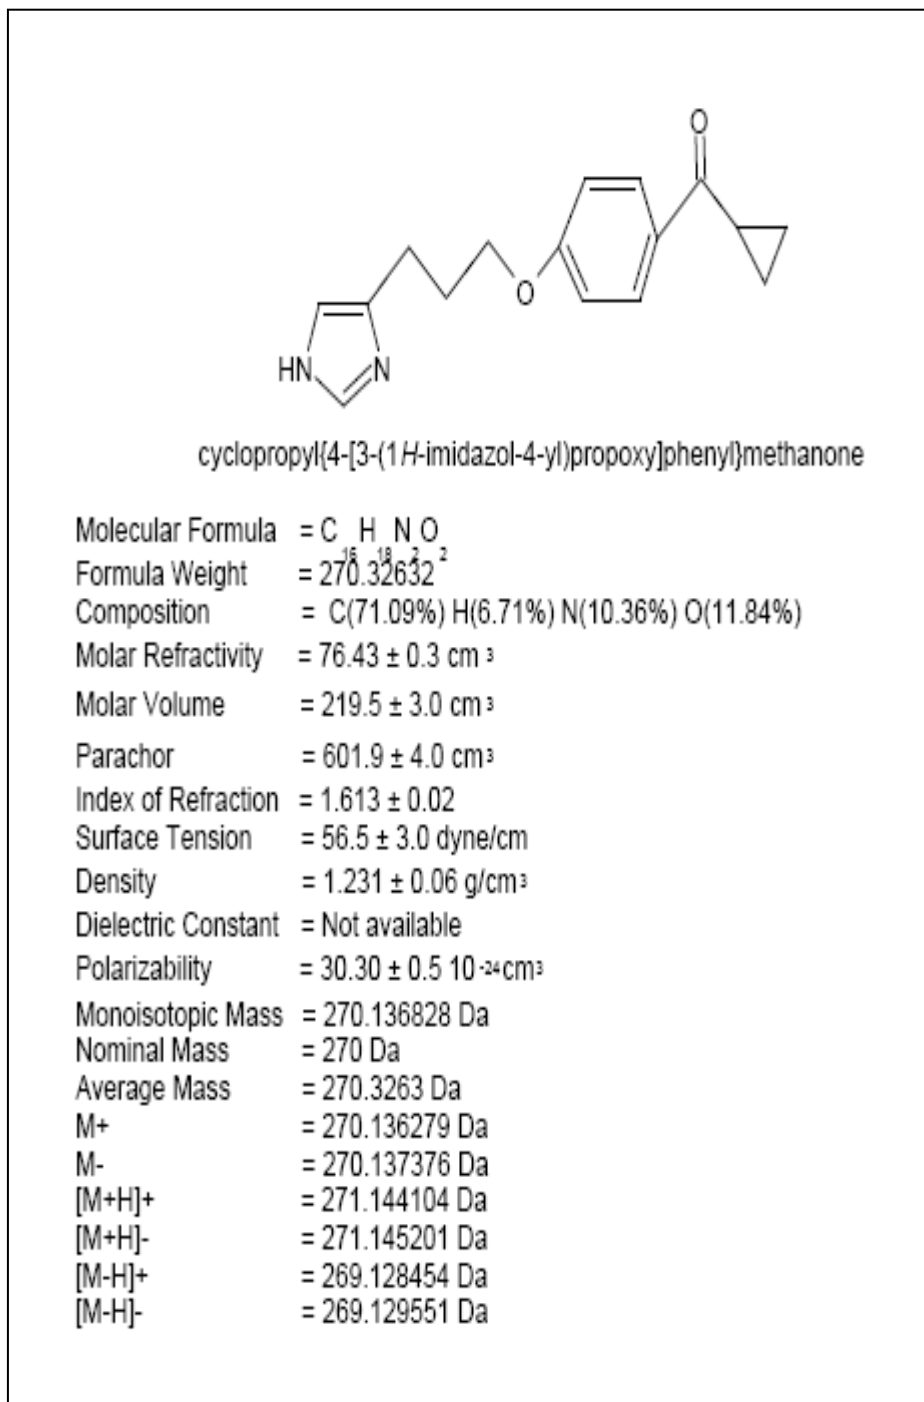 O
O
HN
N
cyclopropyl{4-[3-(1H-imidazol-4-yl)propoxy]phenyl}methanone
Molecular Formula = C16H18N2O2
Formula Weight = 270.32632
Composition = C(71.09%) H(6.71%) N(10.36%) O(11.84%)
Molar Refractivity = 76.43 ± 0.3 cm3
Molar Volume = 219.5 ± 3.0 cm3
Parachor = 601.9 ± 4.0 cm3
Index of Refraction = 1.613 ± 0.02
Surface Tension = 56.5 ± 3.0 dyne/cm
Density = 1.231 ± 0.06 g/cm3
Dielectric Constant = Not available
Polarizability = 30.30 ± 0.5 10-24cm3
Monoisotopic Mass = 270.136828 Da
Nominal Mass = 270 Da
Average Mass = 270.3263 Da
M+ = 270.136279 Da
M- = 270.137376 Da
[M+H]+ = 271.144104 Da
[M+H]- = 271.145201 Da
[M-H]+ = 269.128454 Da
[M-H]- = 269.129551 Da